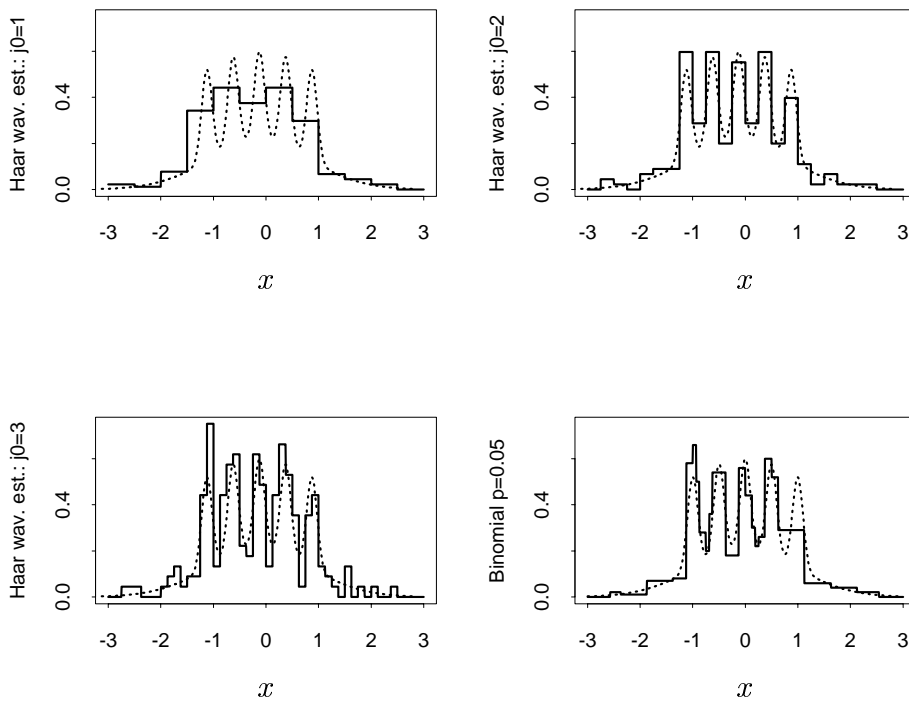 Haar wav. est.: j0=1
0.0 0.4
-3 -2 -1 0 1 2 3
x
Haar wav. est.: j0=2
0.0 0.4
-3 -2 -1 0 1 2 3
x
Haar wav. est.: j0=3
0.0 0.4
-3 -2 -1 0 1 2 3
x
Binomial p=0.05
0.0 0.4
-3 -2 -1 0 1 2 3
x